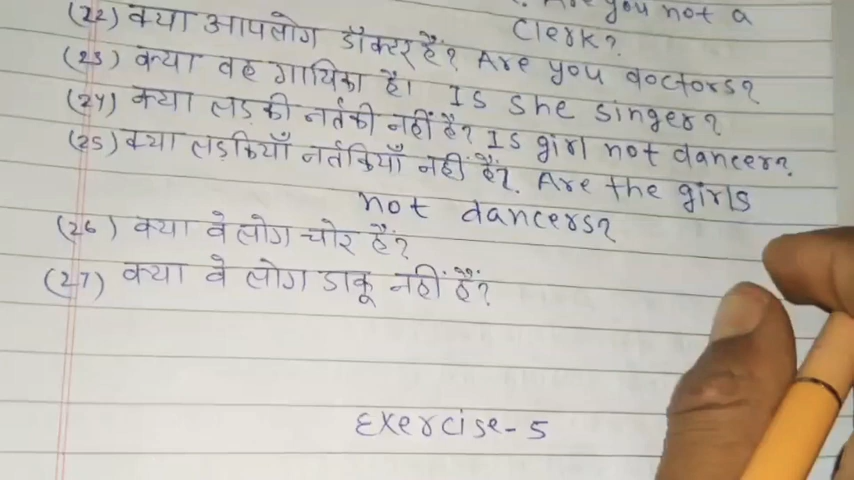 you not a
(22) क्या आपलोग डॉक्टर हैं? Are you doctors?
Clerk?
(23) क्या वह गायिका है। Is she singer?
(24) क्या लड़की नर्तकी नहीं है? Is girl not dancer?
(25) क्या लड़कियाँ नर्तकियाँ नहीं हैं? Are the girls
not dancers?
(26) क्या वे लोग चोर हैं?
(27) क्या वे लोग डाकू नहीं हैं?
Exercise-5